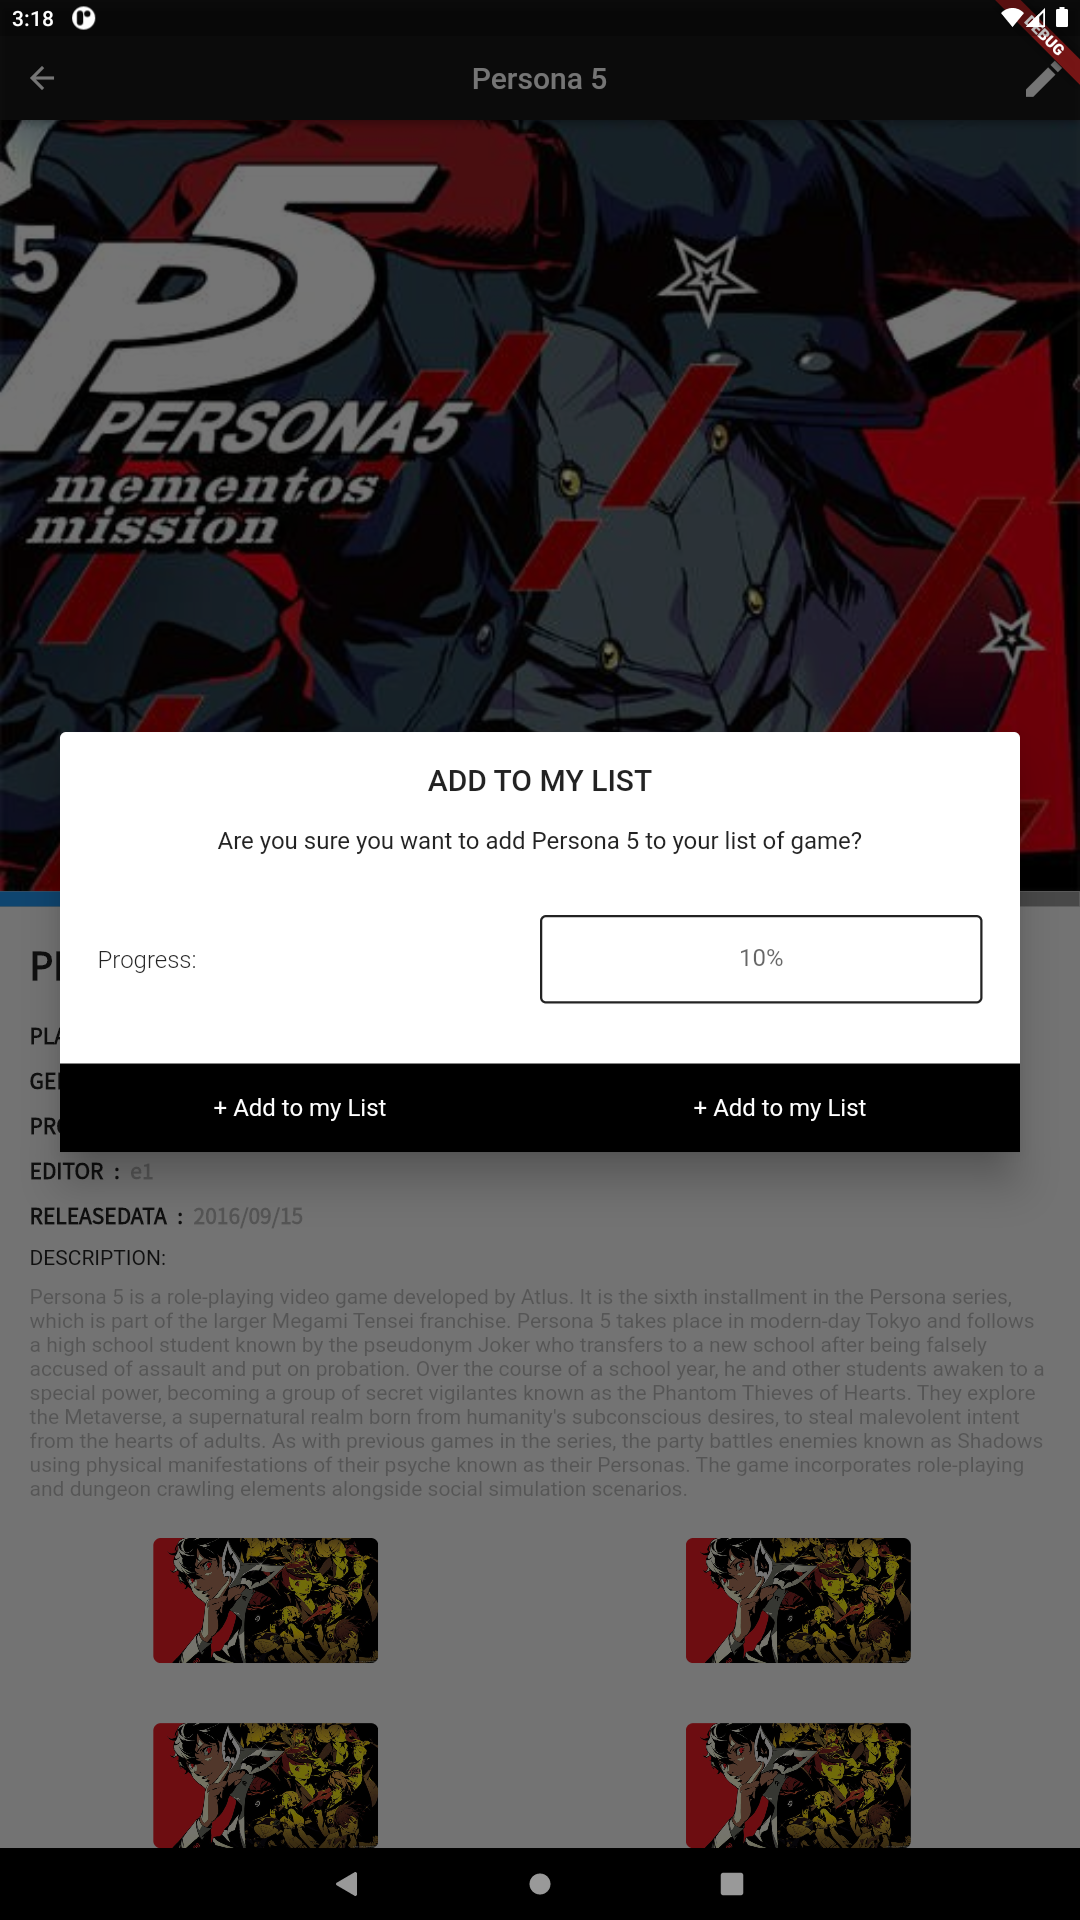 3:18
DEBUG
Persona 5
5
P5
PERSONA5
mementos
mission
ADD TO MY LIST
Are you sure you want to add Persona 5 to your list of game?
Progress:
10%
+ Add to my List
+ Add to my List
EDITOR : e1
RELEASEDATA : 2016/09/15
DESCRIPTION:
Persona 5 is a role-playing video game developed by Atlus. It is the sixth installment in the Persona series,
which is part of the larger Megami Tensei franchise. Persona 5 takes place in modern-day Tokyo and follows
a high school student known by the pseudonym Joker who transfers to a new school after being falsely
accused of assault and put on probation. Over the course of a school year, he and other students awaken to a
special power, becoming a group of secret vigilantes known as the Phantom Thieves of Hearts. They explore
the Metaverse, a supernatural realm born from humanity's subconscious desires, to steal malevolent intent
from the hearts of adults. As with previous games in the series, the party battles enemies known as Shadows
using physical manifestations of their psyche known as their Personas. The game incorporates role-playing
and dungeon crawling elements alongside social simulation scenarios.